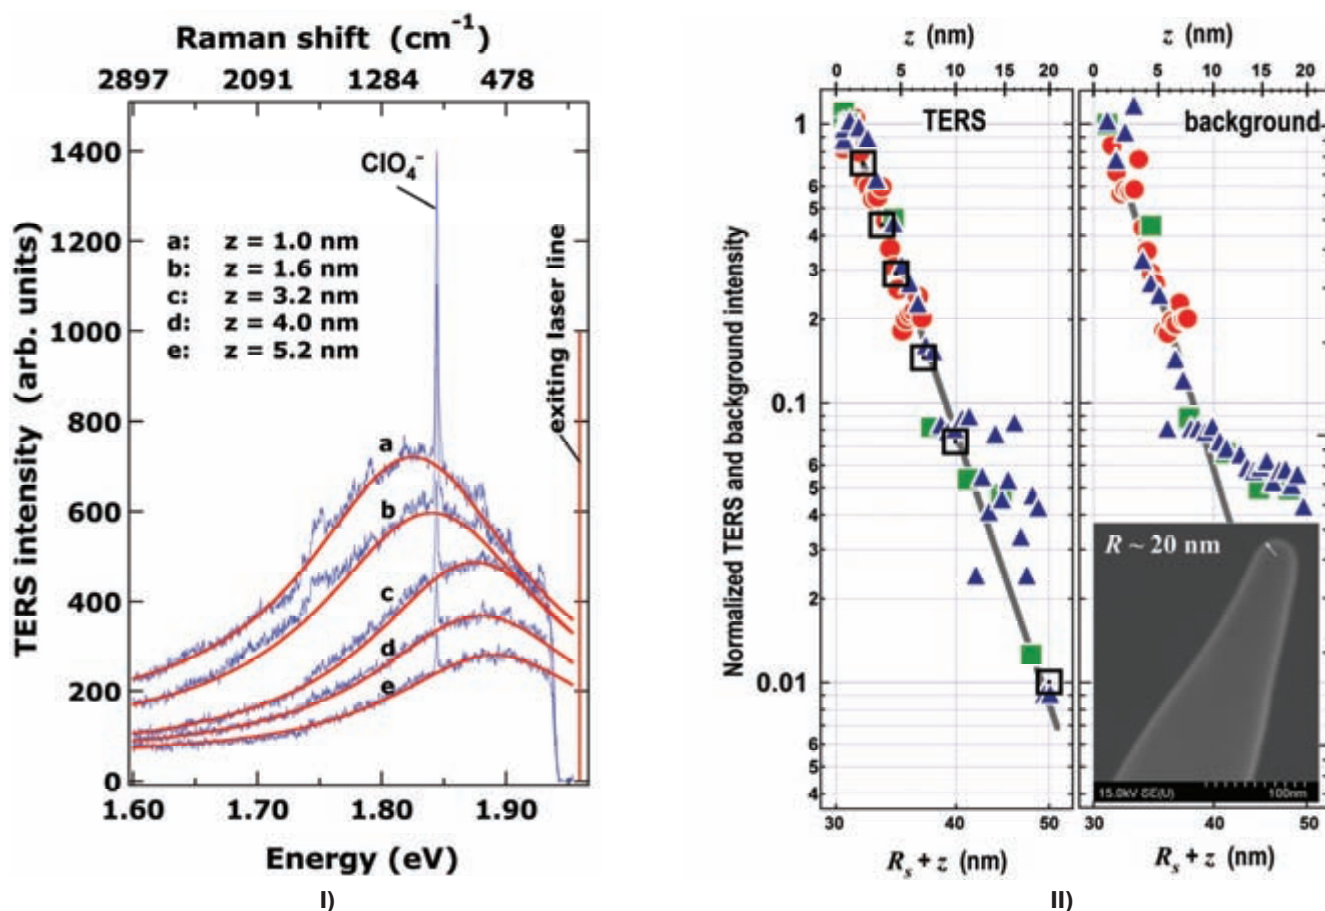 Raman shift (cm-1)
2897 2091 1284 478
TERS intensity (arb. units)
1400
1200
1000
800
600
400
200
0
ClO4-
a: z = 1.0 nm
b: z = 1.6 nm
c: z = 3.2 nm
d: z = 4.0 nm
e: z = 5.2 nm
exiting laser line
a
b
c
d
e
1.60 1.70 1.80 1.90
Energy (eV)
I)
z (nm)
0 5 10 15 20
Normalized TERS and background intensity
TERS
1
6
5
4
3
2
0.1
6
5
4
3
2
0.01
6
5
4
30 40 50
Rs + z (nm)
z (nm)
0 5 10 15 20
background
R ~ 20 nm
15.0kV SE(U) 100nm
30 40 50
Rs + z (nm)
II)